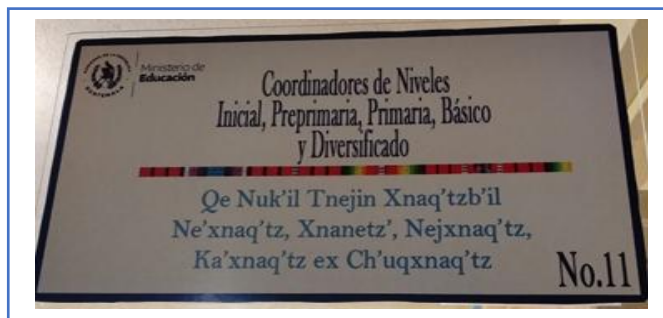 Ministerio de
Educación
GUATEMALA
Coordinadores de Niveles
Inicial, Preprimaria, Primaria, Básico
y Diversificado
Qe Nuk'il Tnejin Xnaq'tzb'il
Ne'xnaq'tz, Xnanetz', Nejxnaq'tz,
Ka'xnaq'tz ex Ch'uqxnaq'tz
No.11